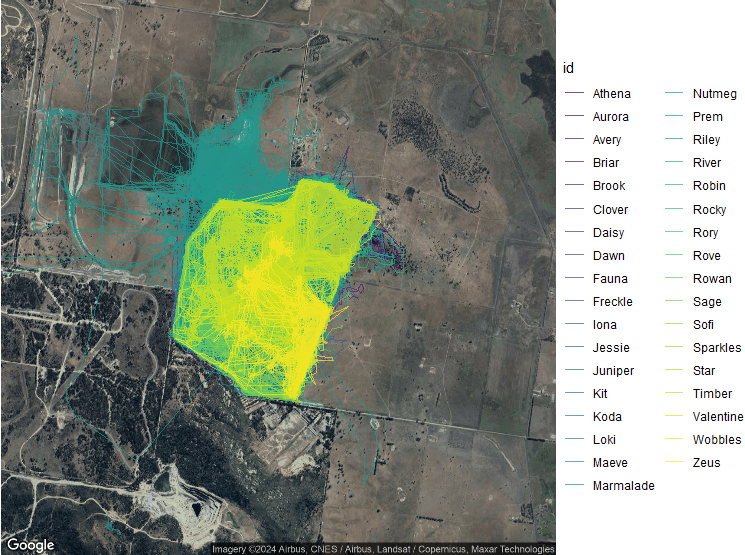 id
Athena
Aurora
Avery
Briar
Brook
Clover
Daisy
Dawn
Fauna
Freckle
Iona
Jessie
Juniper
Kit
Koda
Loki
Maeve
Marmalade
Nutmeg
Prem
Riley
River
Robin
Rocky
Rory
Rove
Rowan
Sage
Sofi
Sparkles
Star
Timber
Valentine
Wobbles
Zeus
Google
Imagery ©2024 Airbus, CNES / Airbus, Landsat / Copernicus, Maxar Technologies